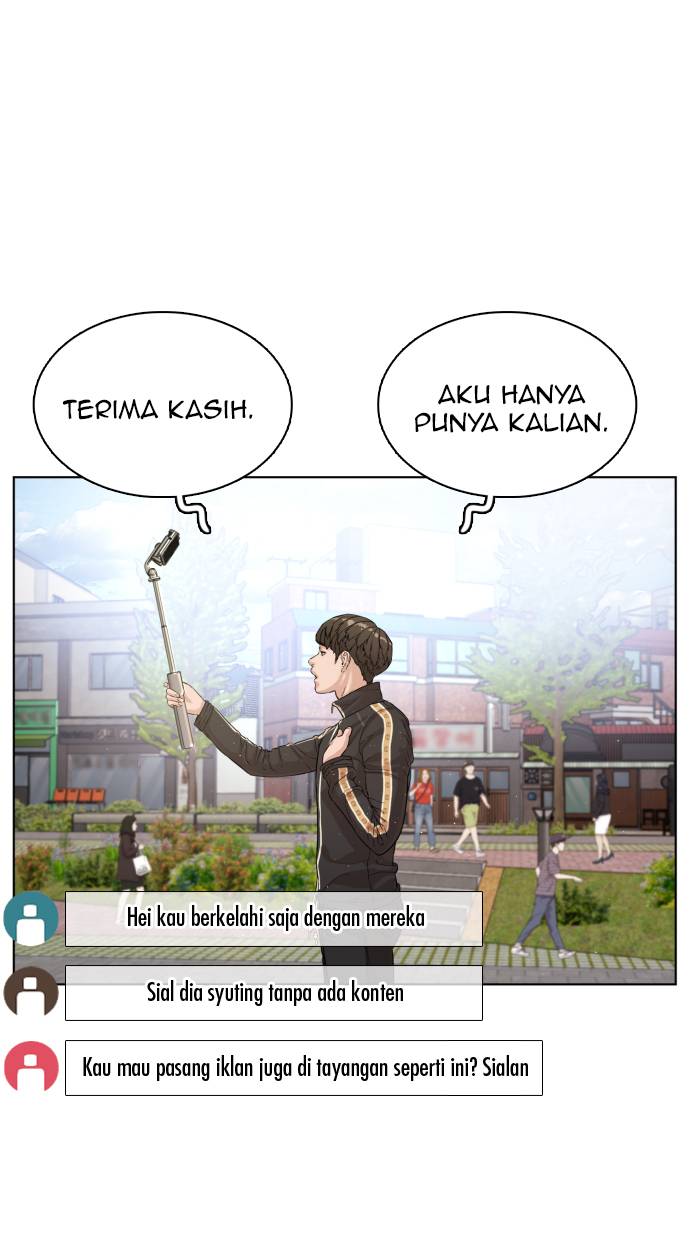 TERIMA KASIH.
AKU HANYA
PUNYA KALIAN.
Hei kau berkelahi saja dengan mereka
Sial dia syuting tanpa ada konten
Kau mau pasang iklan juga di tayangan seperti ini? Sialan